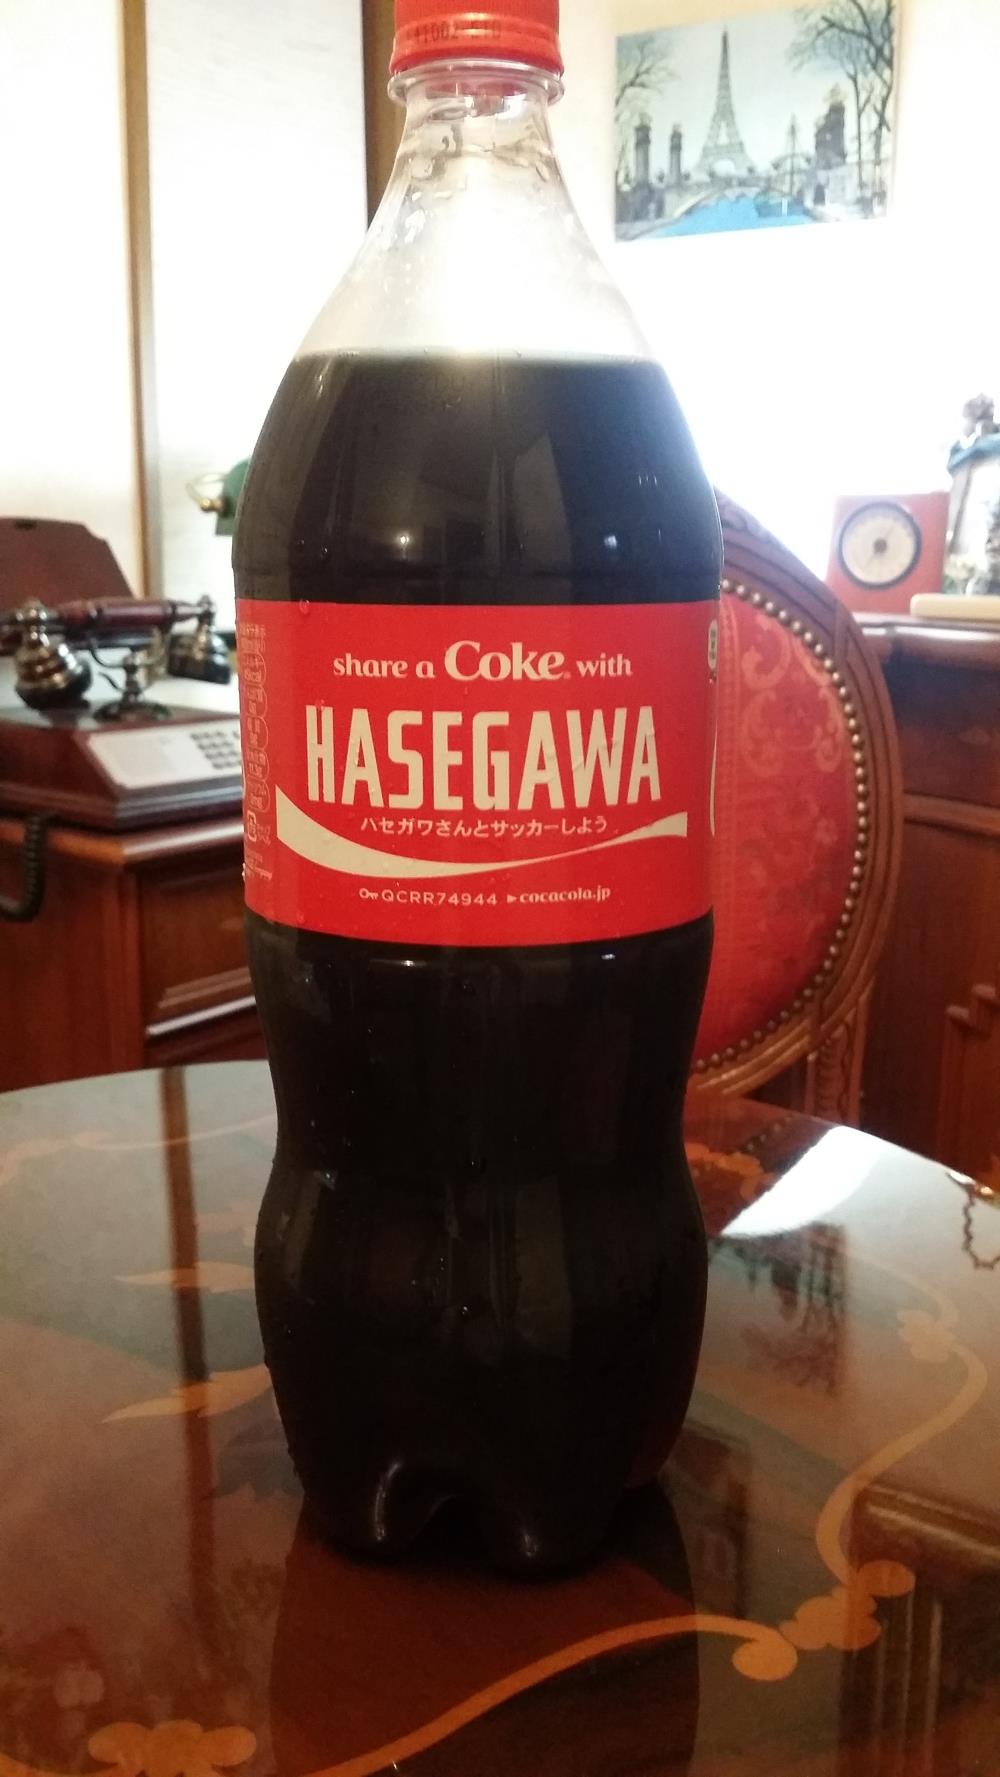 share a Coke with
HASEGAWA
ハセガワさんとサッカーしよう
QCRR74944 ▶cocacola.jp